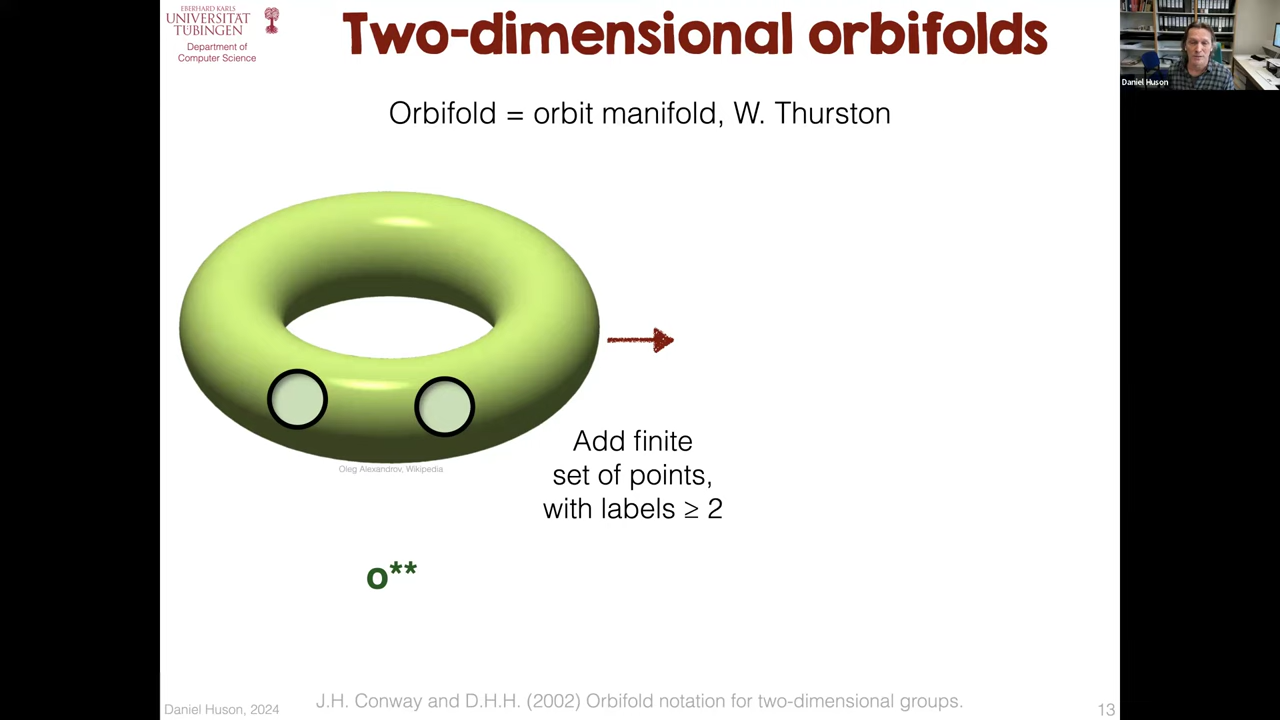 EBERHARD KARLS
UNIVERSITAT
TUBINGEN
Department of
Computer Science
Two-dimensional orbifolds
Daniel Huson
Orbifold = orbit manifold, W. Thurston
Oleg Alexandrov, Wikipedia
Add finite
set of points,
with labels ≥ 2
o**
J.H. Conway and D.H.H. (2002) Orbifold notation for two-dimensional groups.
Daniel Huson, 2024
13